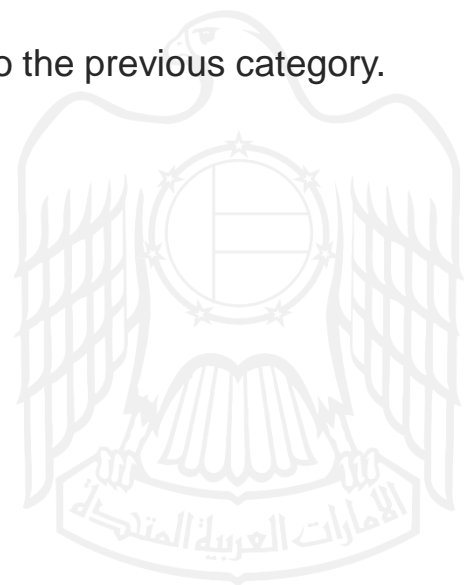 o the previous category.
الإمارات العربية المتحدة